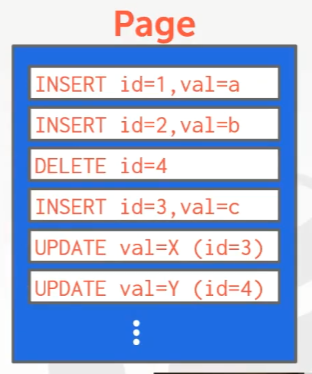 Page
INSERT id=1,val=a
INSERT id=2,val=b
DELETE id=4
INSERT id=3,val=c
UPDATE val=X (id=3)
UPDATE val=Y (id=4)
⋮